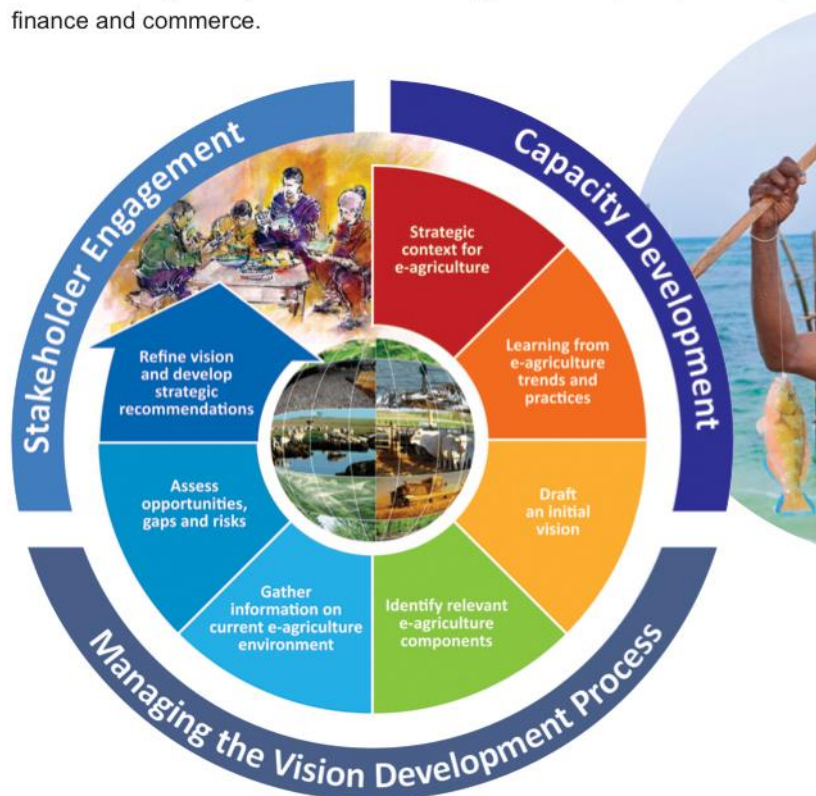 finance and commerce.
Stakeholder Engagement
Capacity Development
Strategic
context for
e-agriculture
Learning from
e-agriculture
trends and
practices
Draft
an initial
vision
Identify relevant
e-agriculture
components
Gather
information on
current e-agriculture
environment
Assess
opportunities,
gaps and risks
Refine vision
and develop
strategic
recommendations
Managing the Vision Development Process